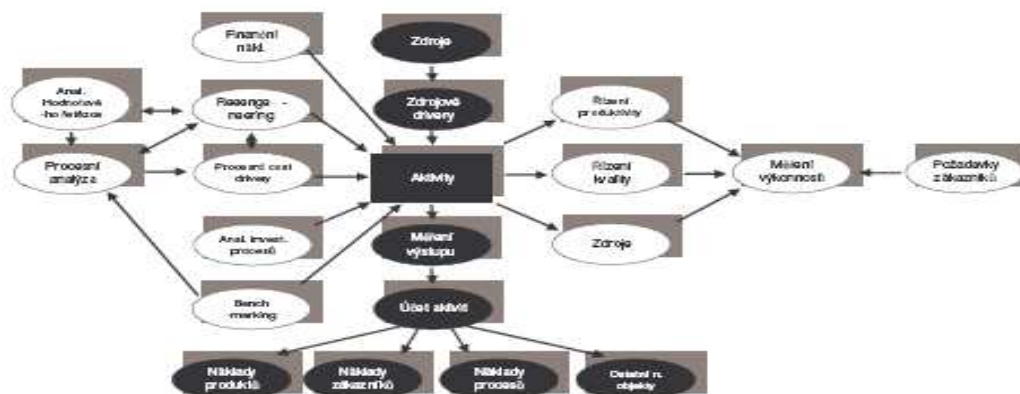 Finanční
nákl.
Zdroje
Anal.
Hodnotové
-ho řetězce
Reenge -
neering
Zdrojové
drivery
Řízení
produktivity
Procesní
analýza
Procesní cost
drivery
Aktivity
Řízení
kvality
Měření
výkonnosti
Požadavky
zákazníků
Anal. invest.
procesů
Měření
výstupu
Zdroje
Bench
-marking
Účet aktivit
Náklady
produktů
Náklady
zákazníků
Náklady
procesů
Ostatní n.
objekty